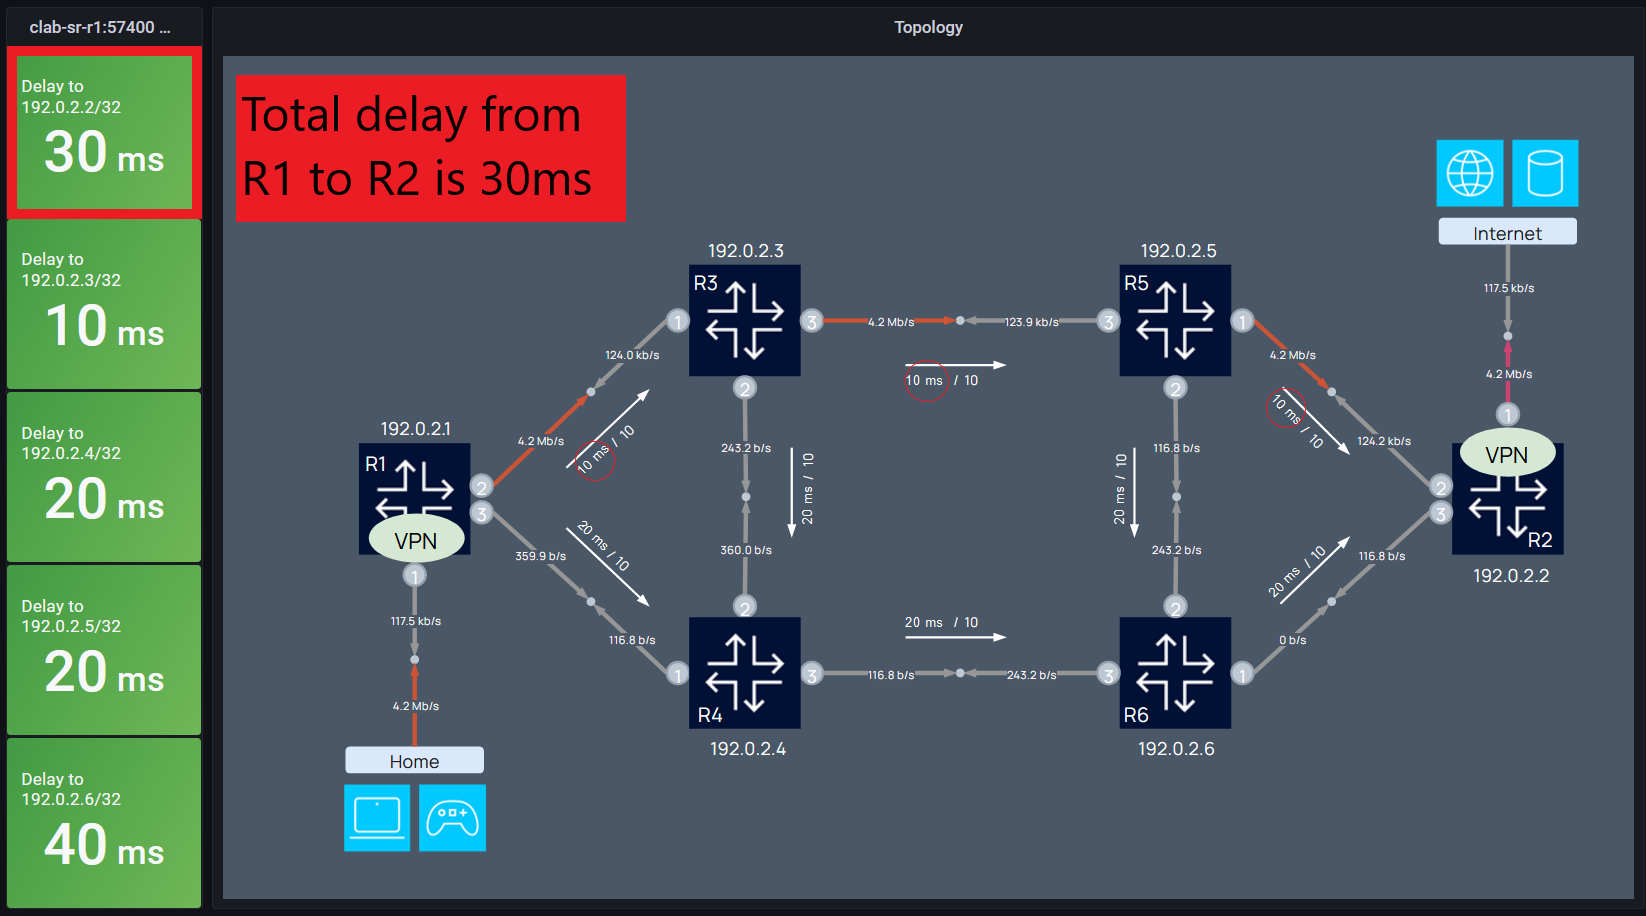 clab-sr-r1:57400 ...
Topology
Delay to
192.0.2.2/32
30 ms
Delay to
192.0.2.3/32
10 ms
Delay to
192.0.2.4/32
20 ms
Delay to
192.0.2.5/32
20 ms
Delay to
192.0.2.6/32
40 ms
Total delay from
R1 to R2 is 30ms
Internet
117.5 kb/s
4.2 Mb/s
1
VPN
192.0.2.3
R3
1
3
2
4.2 Mb/s
123.9 kb/s
10 ms / 10
192.0.2.5
R5
3
1
2
124.0 kb/s
4.2 Mb/s
10 ms / 10
4.2 Mb/s
124.2 kb/s
10 ms / 10
192.0.2.1
R1
2
3
VPN
1
243.2 b/s
360.0 b/s
20 ms / 10
116.8 b/s
243.2 b/s
20 ms / 10
2
3
R2
192.0.2.2
359.9 b/s
116.8 b/s
20 ms / 10
116.8 b/s
0 b/s
20 ms / 10
117.5 kb/s
4.2 Mb/s
2
1
3
R4
192.0.2.4
20 ms / 10
116.8 b/s
243.2 b/s
2
3
1
R6
192.0.2.6
Home